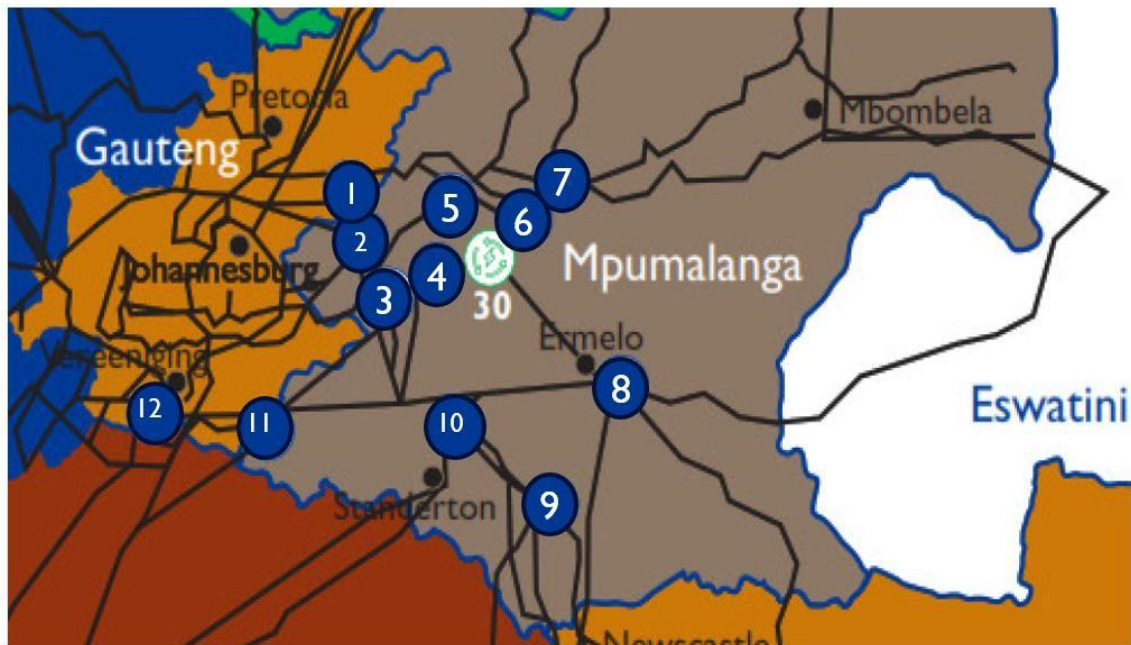 Pretoria
Mbombela
Gauteng
1
7
5
6
2
Johannesburg
4
Mpumalanga
3
30
Ermelo
Vereeniging
8
12
11
10
Eswatini
Standerton
9
Newscastle